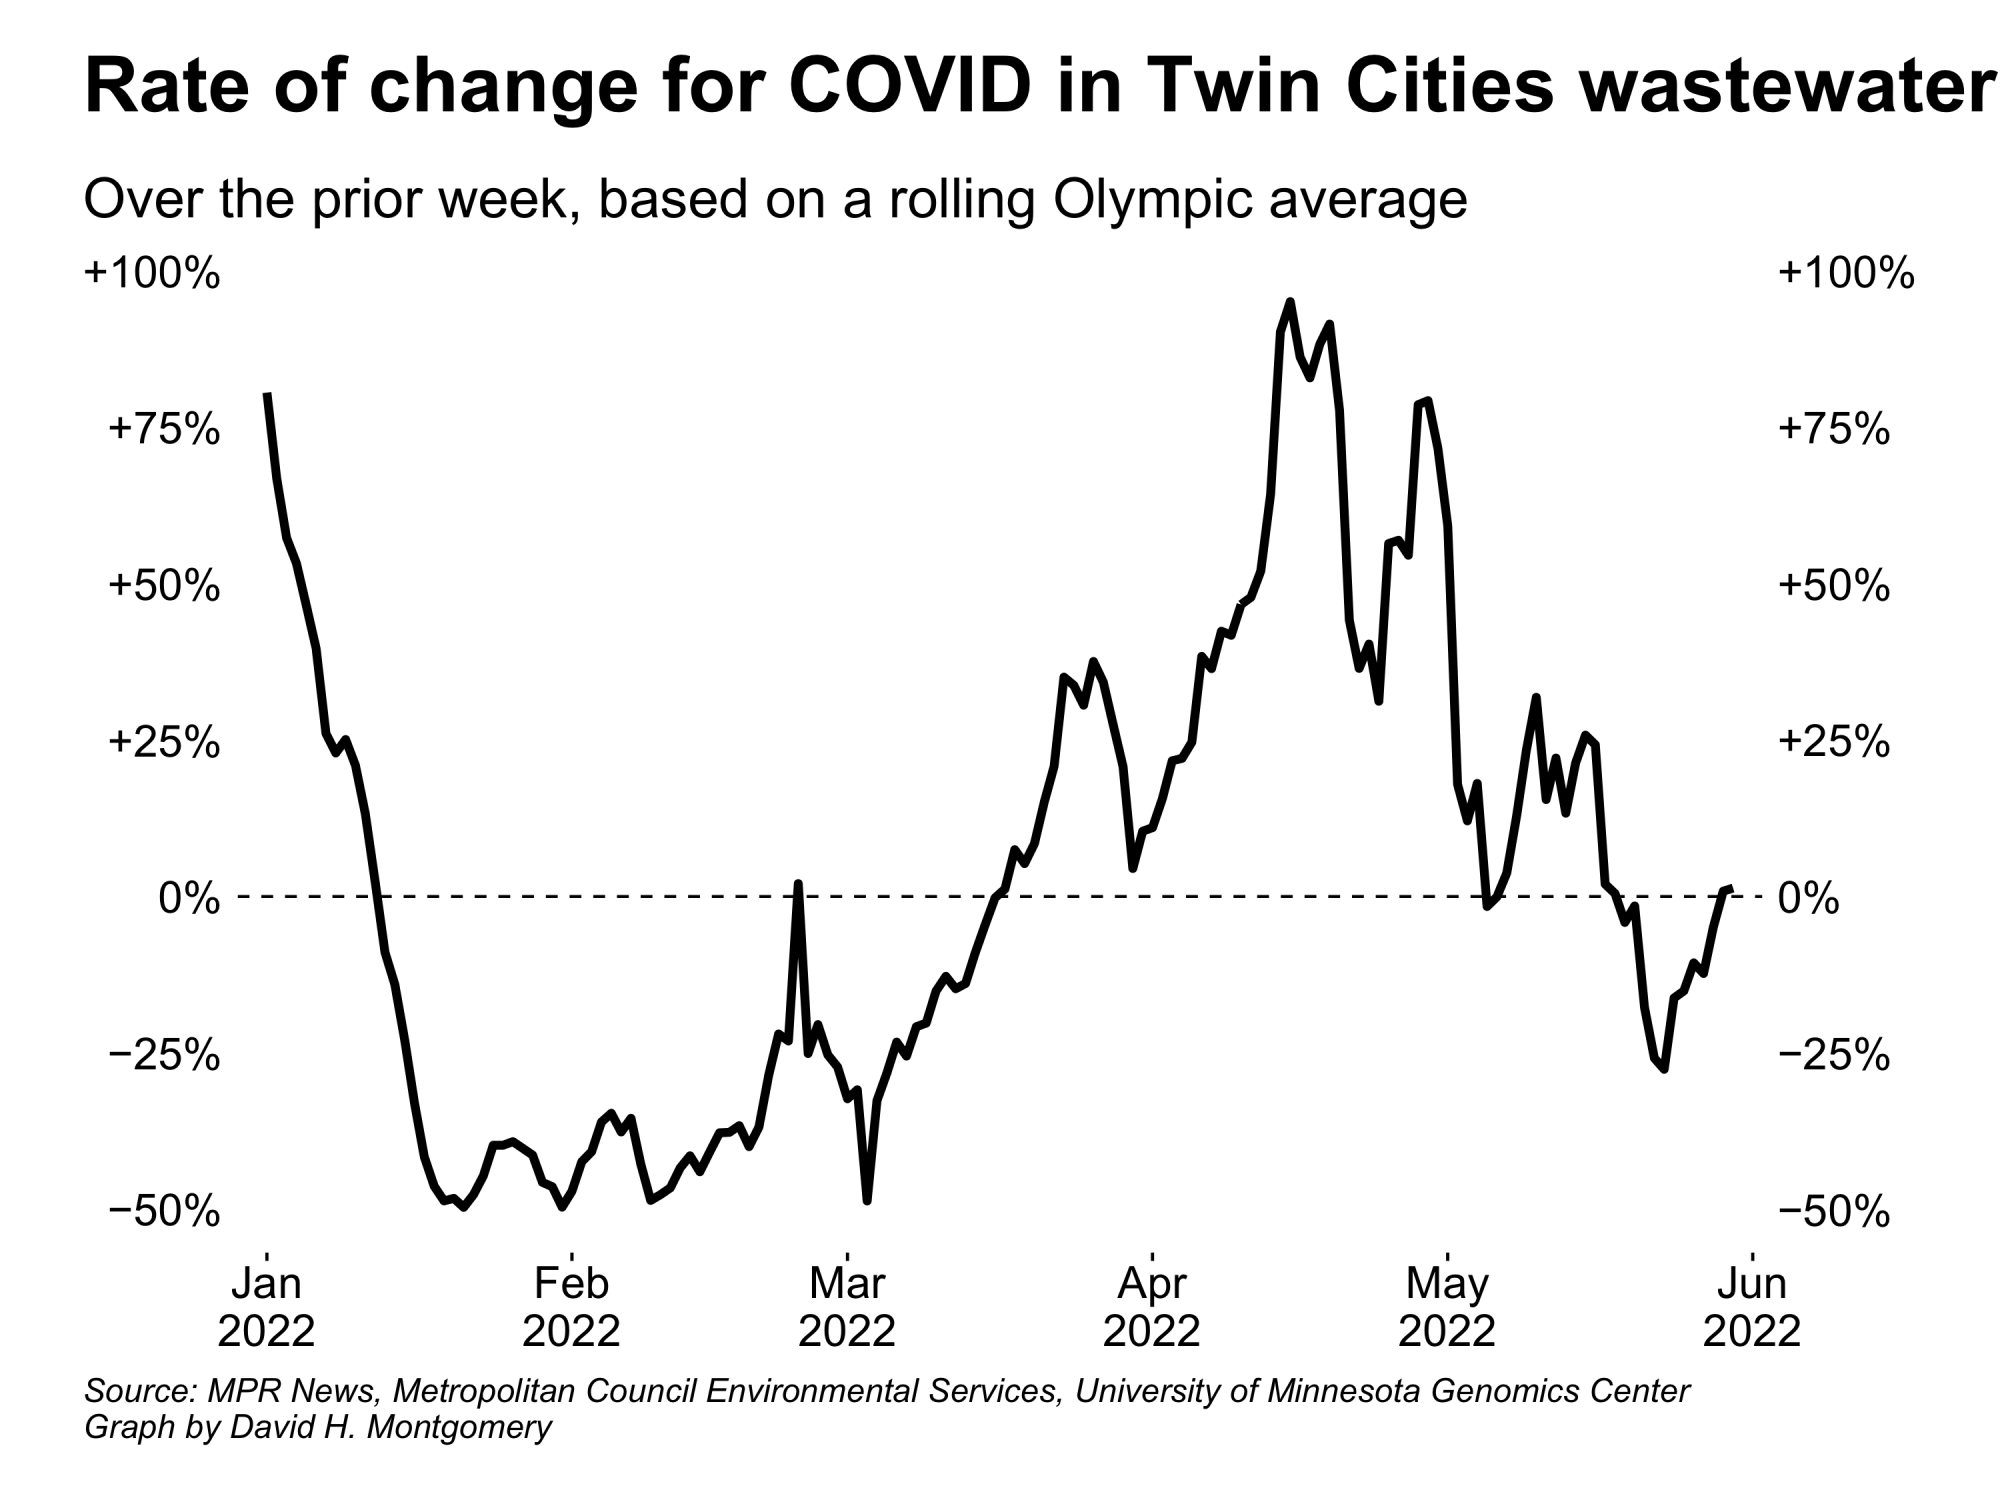 Rate of change for COVID in Twin Cities wastewater
Over the prior week, based on a rolling Olympic average
+100% +100%
+75% +75%
+50% +50%
+25% +25%
0% 0%
−25% −25%
−50% −50%
Jan Feb Mar Apr May Jun
2022 2022 2022 2022 2022 2022
Source: MPR News, Metropolitan Council Environmental Services, University of Minnesota Genomics Center
Graph by David H. Montgomery